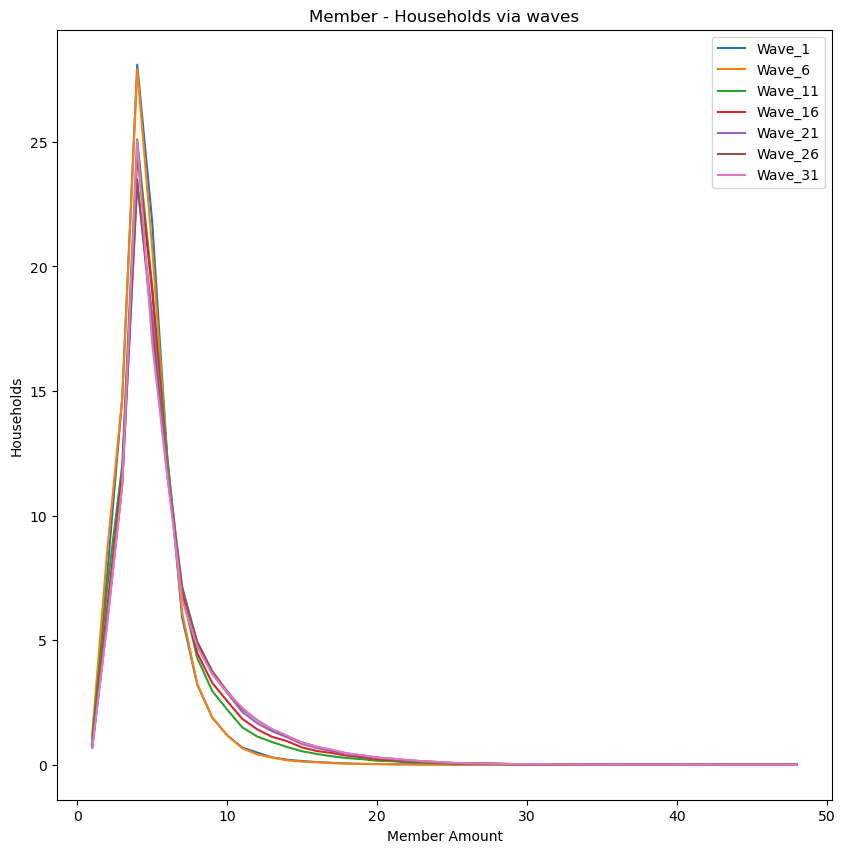 Member - Households via waves
Wave_1
Wave_6
Wave_11
Wave_16
Wave_21
Wave_26
Wave_31
Households
25
20
15
10
5
0
0 10 20 30 40 50
Member Amount